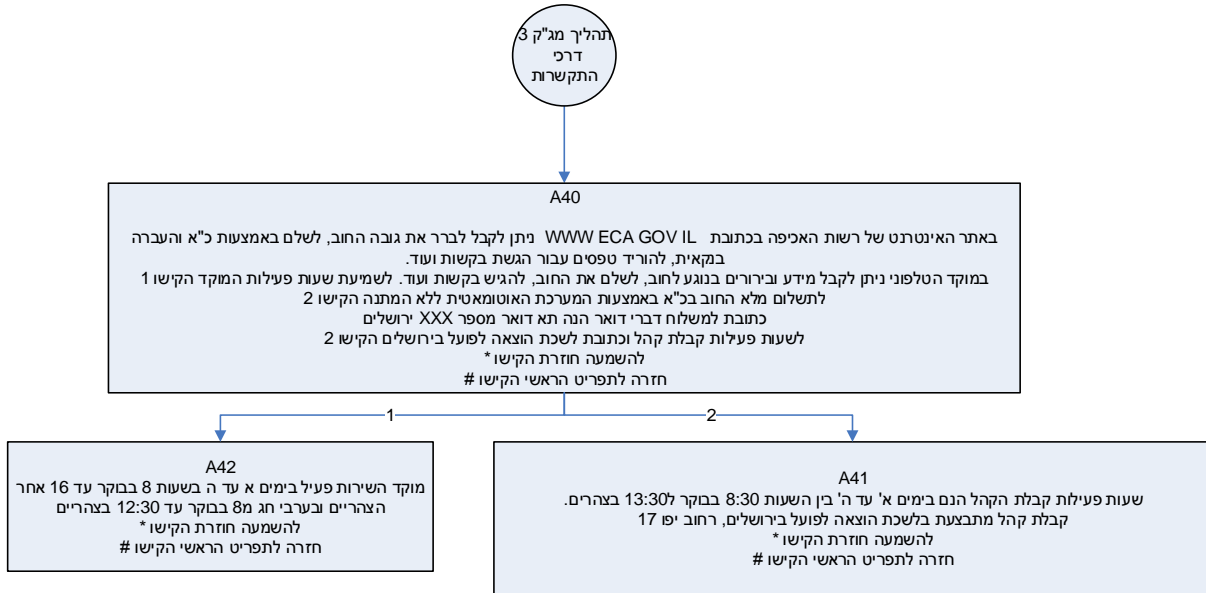 תהליך מג"ק 3
דרכי
התקשרות
A40
באתר האינטרנט של רשות האכיפה בכתובת WWW ECA GOV IL ניתן לקבל לברר את גובה החוב, לשלם באמצעות כ"א והעברה
בנקאית, להוריד טפסים עבור הגשת בקשות ועוד.
במוקד הטלפוני ניתן לקבל מידע ובירורים בנוגע לחוב, לשלם את החוב, להגיש בקשות ועוד. לשמיעת שעות פעילות המוקד הקישו 1
לתשלום מלא החוב בכ"א באמצעות המערכת האוטומאטית ללא המתנה הקישו 2
כתובת למשלוח דברי דואר הנה תא דואר מספר XXX ירושלים
לשעות פעילות קבלת קהל וכתובת לשכת הוצאה לפועל בירושלים הקישו 2
להשמעה חוזרת הקישו *
חזרה לתפריט הראשי הקישו #
1
2
A42
מוקד השירות פעיל בימים א עד ה בשעות 8 בבוקר עד 16 אחר
הצהריים ובערבי חג מ8 בבוקר עד 12:30 בצהריים
להשמעה חוזרת הקישו *
חזרה לתפריט הראשי הקישו #
A41
שעות פעילות קבלת הקהל הנם בימים א' עד ה' בין השעות 8:30 בבוקר ל13:30 בצהרים.
קבלת קהל מתבצעת בלשכת הוצאה לפועל בירושלים, רחוב יפו 17
להשמעה חוזרת הקישו *
חזרה לתפריט הראשי הקישו #